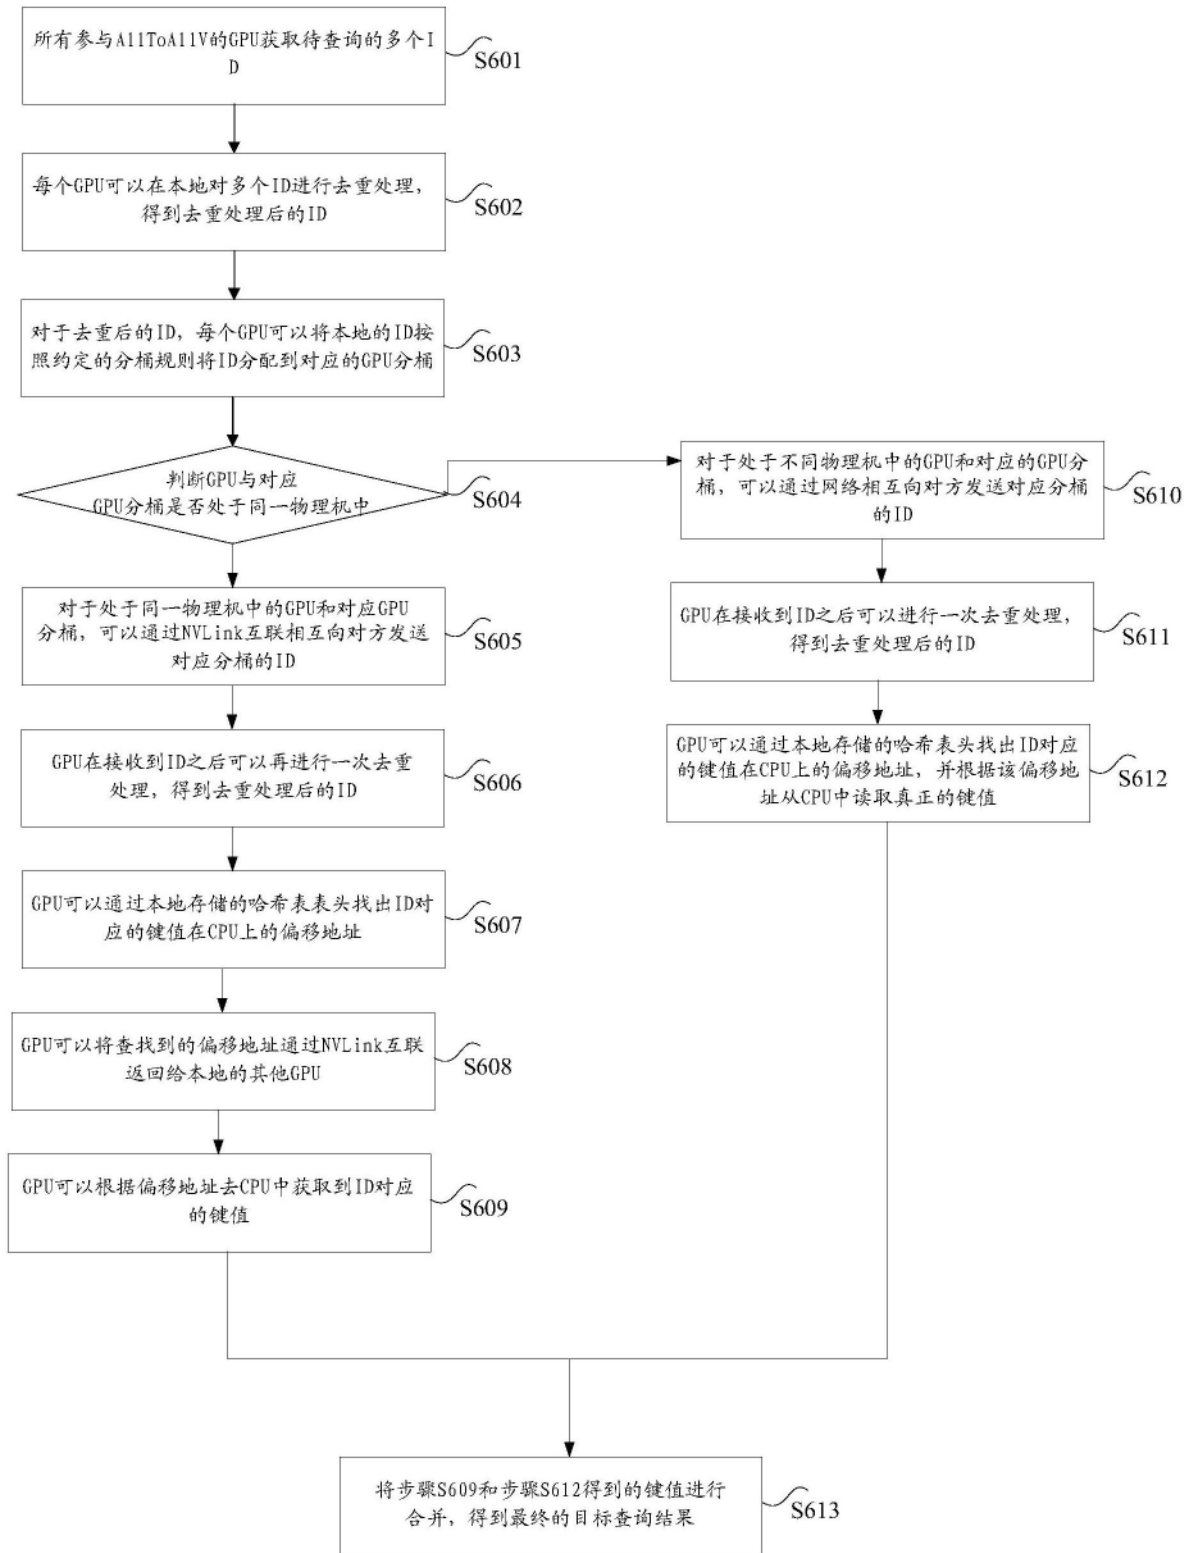 所有参与AllToAllV的GPU获取待查询的多个I
D
S601
每个GPU可以在本地对多个ID进行去重处理，
得到去重处理后的ID
S602
对于去重后的ID，每个GPU可以将本地的ID按
照约定的分桶规则将ID分配到对应的GPU分桶
S603
判断GPU与对应
GPU分桶是否处于同一物理机中
S604
对于处于同一物理机中的GPU和对应GPU
分桶，可以通过NVLink互联相互向对方发送
对应分桶的ID
S605
GPU在接收到ID之后可以再进行一次去重
处理，得到去重处理后的ID
S606
GPU可以通过本地存储的哈希表表头找出ID对
应的键值在CPU上的偏移地址
S607
GPU可以将查找到的偏移地址通过NVLink互联
返回给本地的其他GPU
S608
GPU可以根据偏移地址去CPU中获取到ID对应
的键值
S609
对于处于不同物理机中的GPU和对应的GPU分
桶，可以通过网络相互向对方发送对应分桶
的ID
S610
GPU在接收到ID之后可以进行一次去重处理，
得到去重处理后的ID
S611
GPU可以通过本地存储的哈希表头找出ID对应
的键值在CPU上的偏移地址，并根据该偏移地
址从CPU中读取真正的键值
S612
将步骤S609和步骤S612得到的键值进行
合并，得到最终的目标查询结果
S613